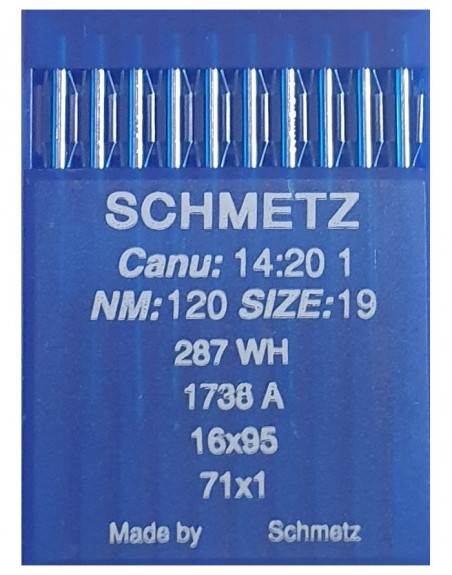 SCHMETZ
Canu: 14:20 1
NM:120 SIZE:19
287 WH
1738 A
16x95
71x1
Made by Schmetz